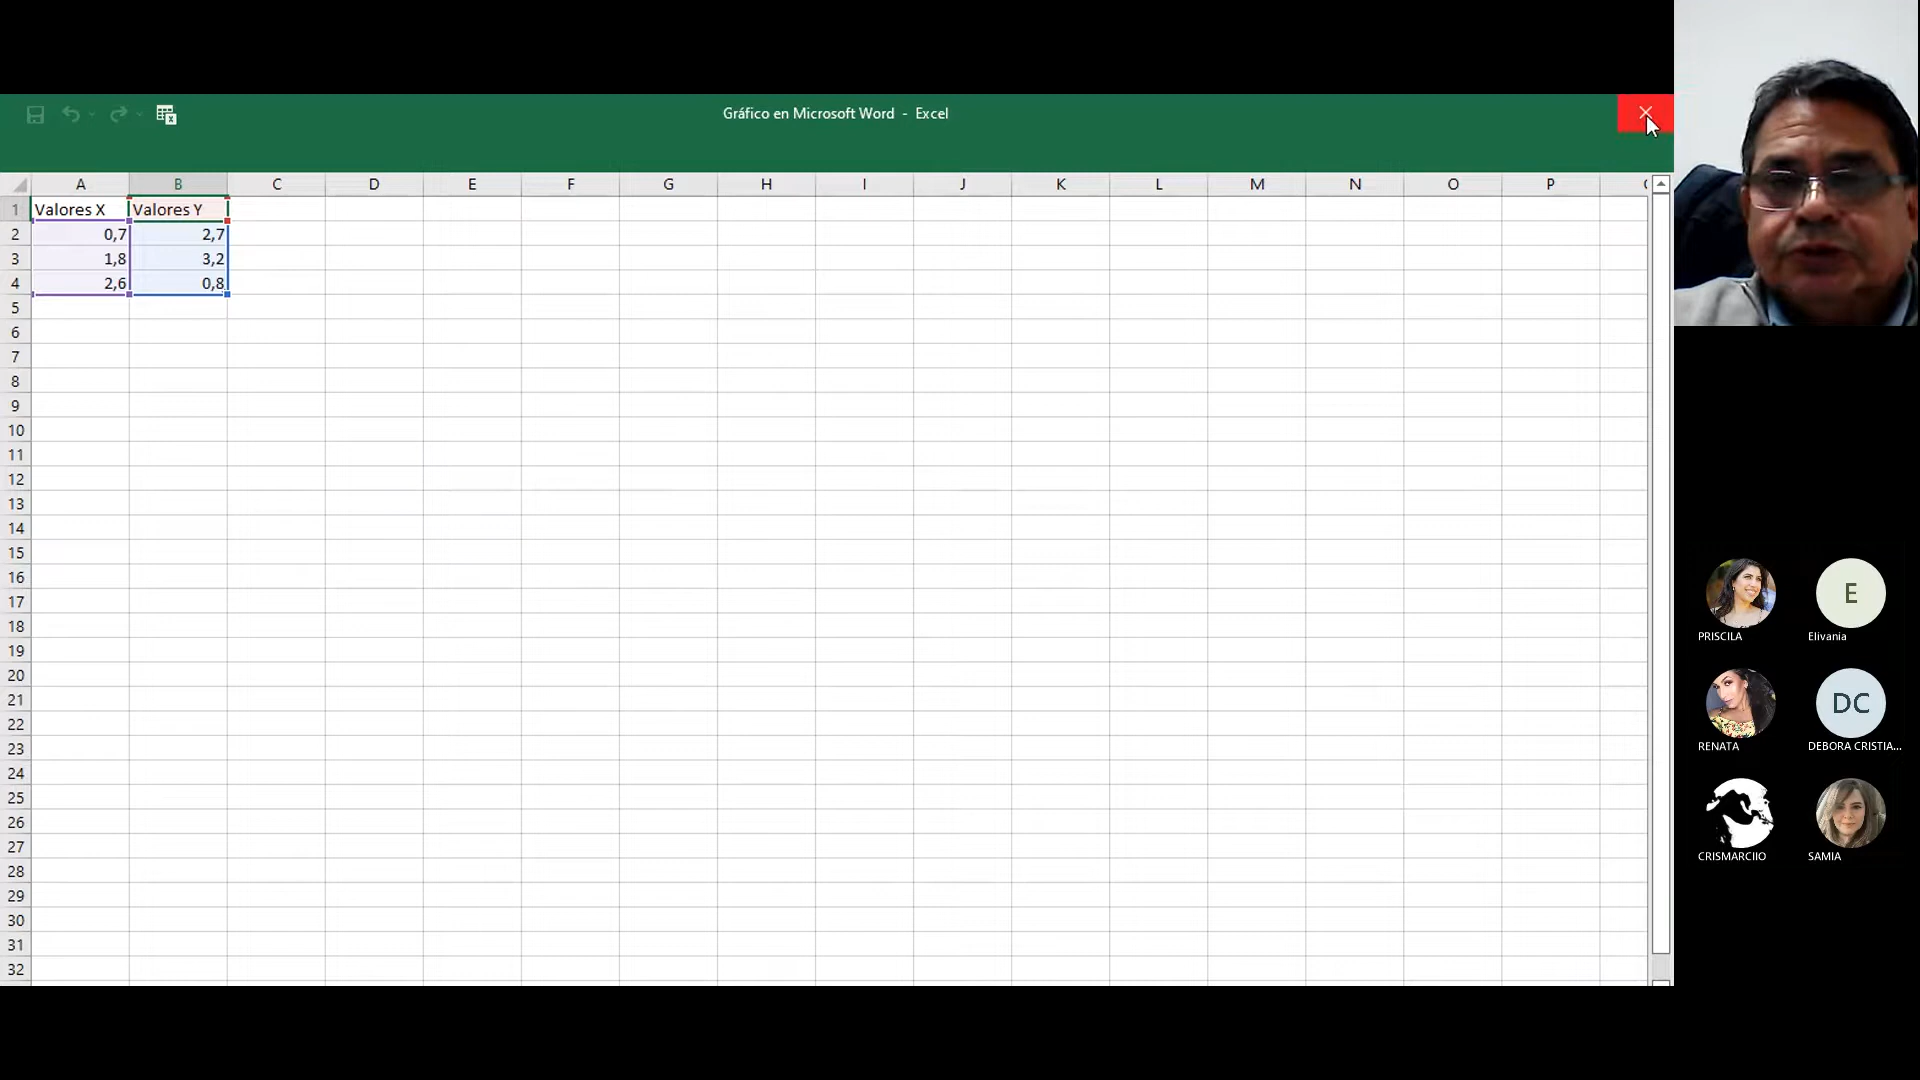 Gráfico en Microsoft Word - Excel
A B C D E F G H I J K L M N O P
1 Valores X Valores Y
2 0,7 2,7
3 1,8 3,2
4 2,6 0,8
5
6
7
8
9
10
11
12
13
14
15
16
17
18
19
20
21
22
23
24
25
26
27
28
29
30
31
32
E
PRISCILA Elivania
DC
RENATA DEBORA CRISTIA...
CRISMARCIIO SAMIA